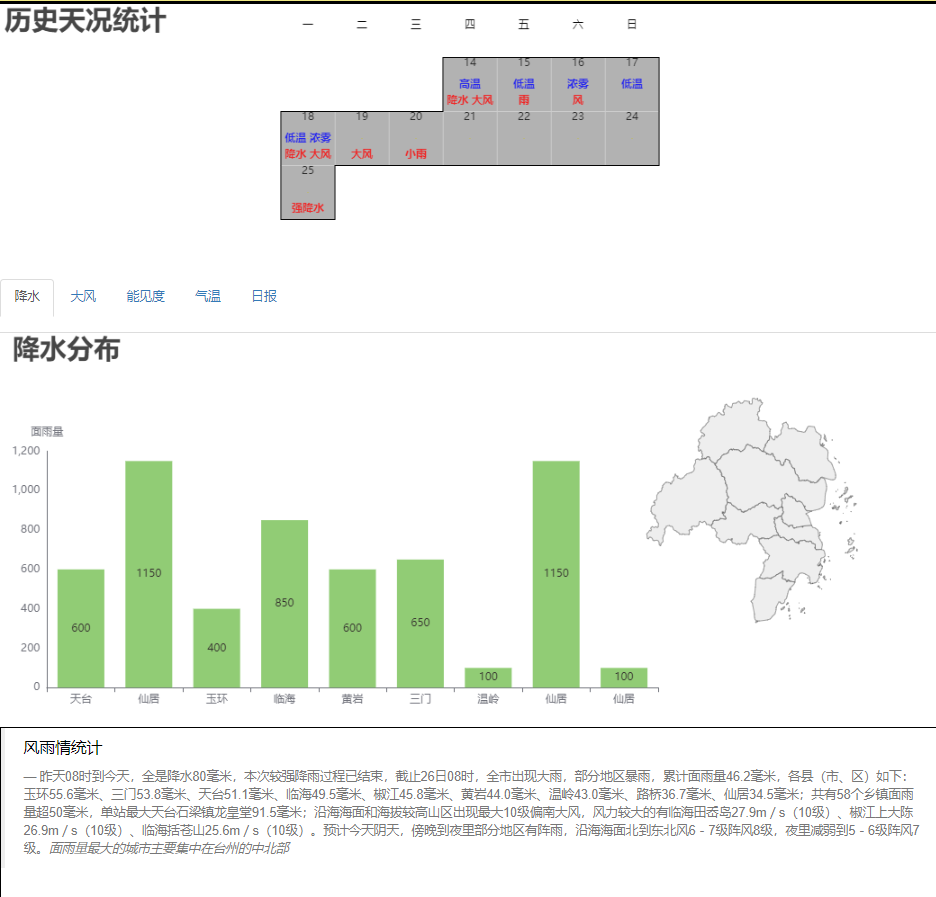 历史天况统计
一 二 三 四 五 六 日
14 15 16 17
高温 低温 浓雾 低温
降水 大风 雨 风
18 19 20 21 22 23 24
低温 浓雾
降水 大风 大风 小雨
25
强降水
降水 大风 能见度 气温 日报
降水分布
面雨量
1,200
1,000
800
600
400
200
0
600 1150 400 850 600 650 100 1150 100
天台 仙居 玉环 临海 黄岩 三门 温岭 仙居 仙居
风雨情统计
— 昨天08时到今天，全是降水80毫米，本次较强降雨过程已结束，截止26日08时，全市出现大雨，部分地区暴雨，累计面雨量46.2毫米，各县（市、区）如下：
玉环55.6毫米、三门53.8毫米、天台51.1毫米、临海49.5毫米、椒江45.8毫米、黄岩44.0毫米、温岭43.0毫米、路桥36.7毫米、仙居34.5毫米；共有58个乡镇面雨
量超50毫米，单站最大天台石梁镇龙皇堂91.5毫米；沿海海面和海拔较高山区出现最大10级偏南大风，风力较大的有临海田岙岛27.9m / s（10级）、椒江上大陈
26.9m / s（10级）、临海括苍山25.6m / s（10级）。预计今天阴天，傍晚到夜里部分地区有阵雨，沿海海面北到东北风6 - 7级阵风8级，夜里减弱到5 - 6级阵风7
级。面雨量最大的城市主要集中在台州的中北部